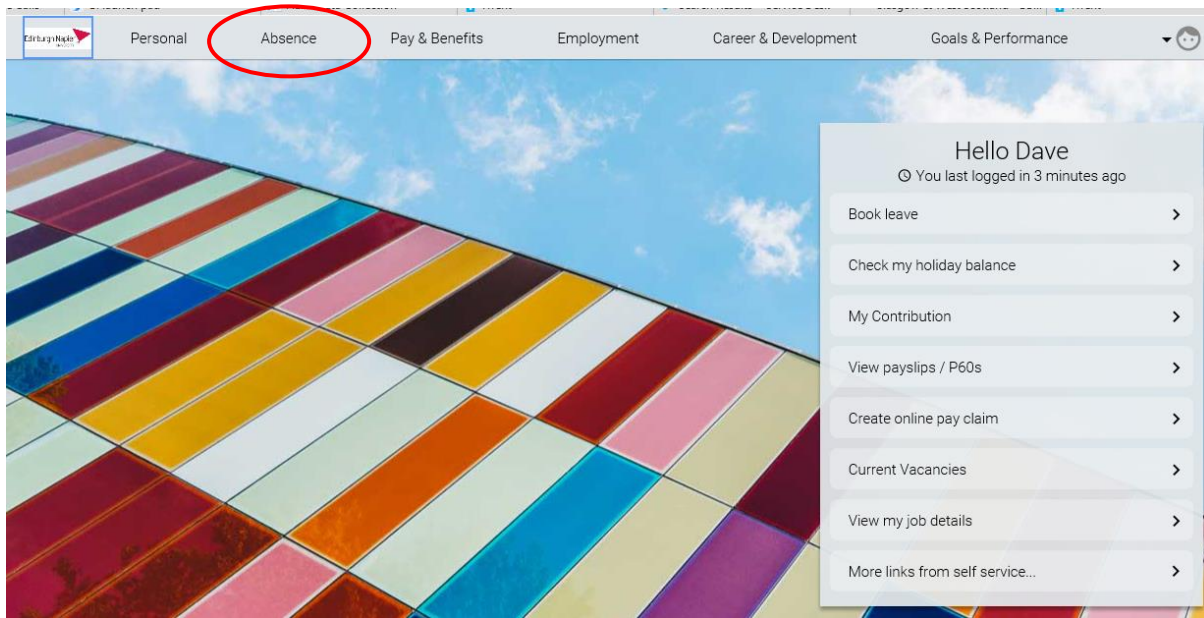 Edinburgh Napier
Personal
Absence
Pay & Benefits
Employment
Career & Development
Goals & Performance
Hello Dave
You last logged in 3 minutes ago
Book leave
Check my holiday balance
My Contribution
View payslips / P60s
Create online pay claim
Current Vacancies
View my job details
More links from self service...